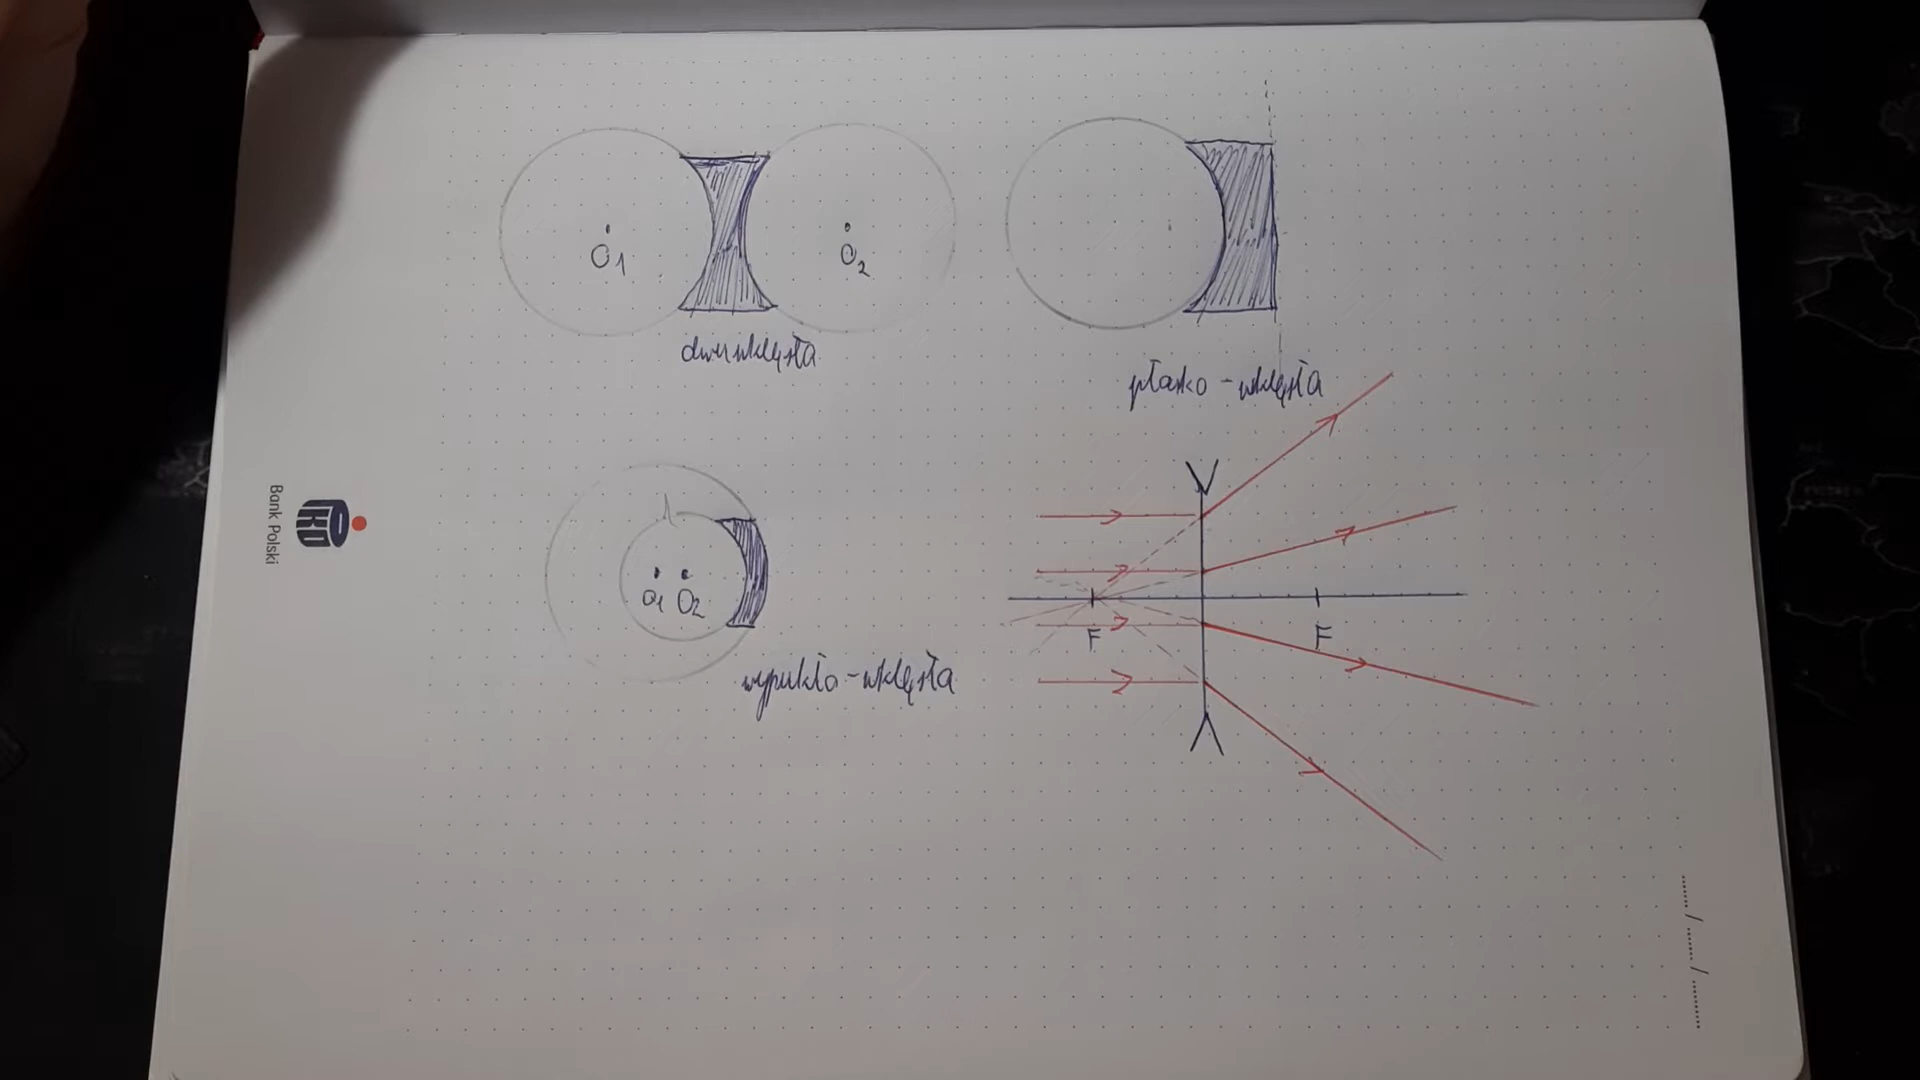 O1
O2
dwuwklęsła
płasko-wklęsła
O1 O2
wypukło-wklęsła
F
F
Bank Polski